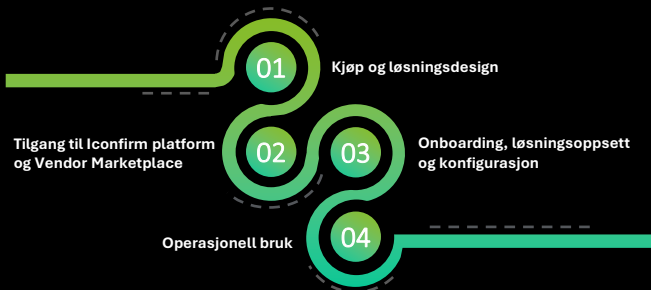 01
Kjøp og løsningsdesign
Tilgang til Iconfirm platform
og Vendor Marketplace
02
03
Onboarding, løsningsoppsett
og konfigurasjon
Operasjonell bruk
04